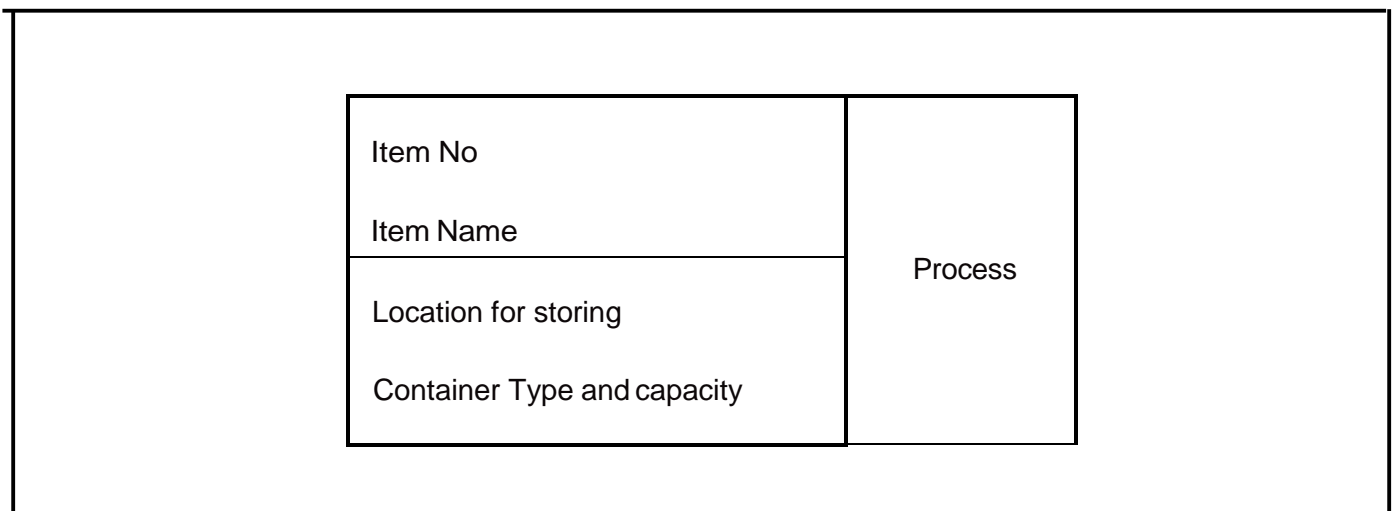 Item No
Item Name
Process
Location for storing
Container Type and capacity